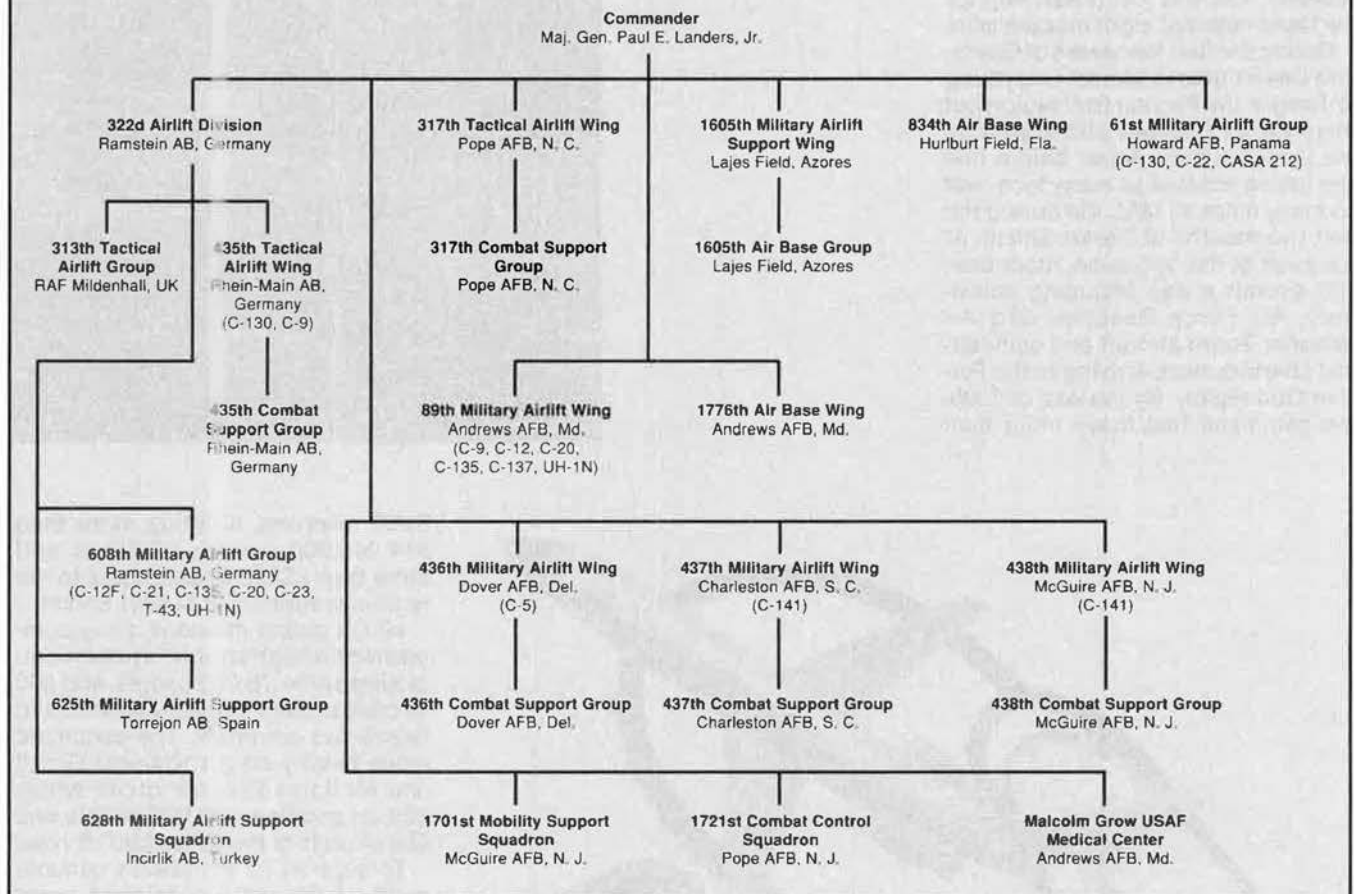 Commander
Maj. Gen. Paul E. Landers, Jr.
322d Airlift Division
Ramstein AB, Germany
317th Tactical Airlift Wing
Pope AFB, N. C.
1605th Military Airlift
Support Wing
Lajes Field, Azores
834th Air Base Wing
Hurlburt Field, Fla.
61st Military Airlift Group
Howard AFB, Panama
(C-130, C-22, CASA 212)
313th Tactical
Airlift Group
RAF Mildenhall, UK
435th Tactical
Airlift Wing
Rhein-Main AB,
Germany
(C-130, C-9)
317th Combat Support
Group
Pope AFB, N. C.
1605th Air Base Group
Lajes Field, Azores
435th Combat
Support Group
Rhein-Main AB,
Germany
89th Military Airlift Wing
Andrews AFB, Md.
(C-9, C-12, C-20,
C-135, C-137, UH-1N)
1776th Air Base Wing
Andrews AFB, Md.
608th Military Airlift Group
Ramstein AB, Germany
(C-12F, C-21, C-135, C-20, C-23,
T-43, UH-1N)
436th Military Airlift Wing
Dover AFB, Del.
(C-5)
437th Military Airlift Wing
Charleston AFB, S. C.
(C-141)
438th Military Airlift Wing
McGuire AFB, N. J.
(C-141)
625th Military Airlift Support Group
Torrejon AB, Spain
436th Combat Support Group
Dover AFB, Del.
437th Combat Support Group
Charleston AFB, S. C.
438th Combat Support Group
McGuire AFB, N. J.
628th Military Airlift Support
Squadron
Incirlik AB, Turkey
1701st Mobility Support
Squadron
McGuire AFB, N. J.
1721st Combat Control
Squadron
Pope AFB, N. J.
Malcolm Grow USAF
Medical Center
Andrews AFB, Md.